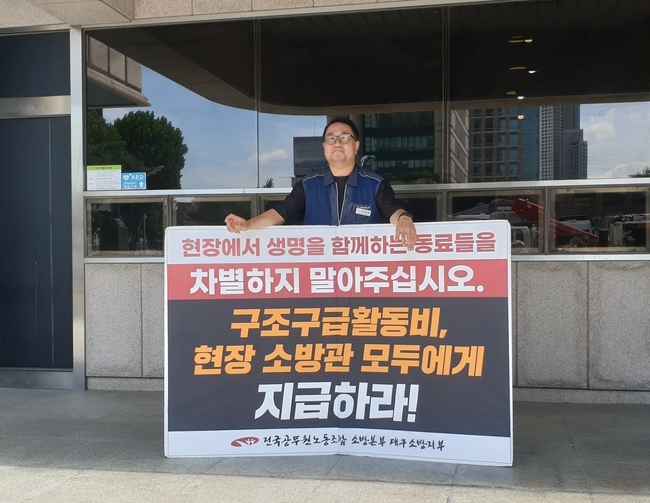 AED
현장에서 생명을 함께하는 동료들을
차별하지 말아주십시오.
구조구급활동비,
현장 소방관 모두에게
지급하라!
전국공무원노동조합 소방본부 대구소방지부